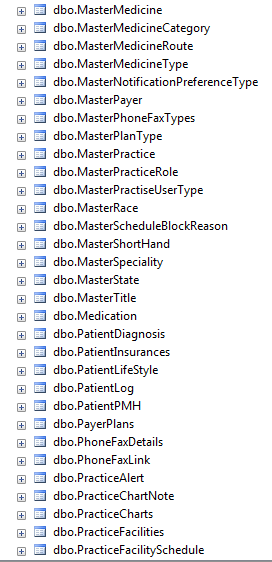 dbo.MasterMedicine
dbo.MasterMedicineCategory
dbo.MasterMedicineRoute
dbo.MasterMedicineType
dbo.MasterNotificationPreferenceType
dbo.MasterPayer
dbo.MasterPhoneFaxTypes
dbo.MasterPlanType
dbo.MasterPractice
dbo.MasterPracticeRole
dbo.MasterPractiseUserType
dbo.MasterRace
dbo.MasterScheduleBlockReason
dbo.MasterShortHand
dbo.MasterSpeciality
dbo.MasterState
dbo.MasterTitle
dbo.Medication
dbo.PatientDiagnosis
dbo.PatientInsurances
dbo.PatientLifeStyle
dbo.PatientLog
dbo.PatientPMH
dbo.PayerPlans
dbo.PhoneFaxDetails
dbo.PhoneFaxLink
dbo.PracticeAlert
dbo.PracticeChartNote
dbo.PracticeCharts
dbo.PracticeFacilities
dbo.PracticeFacilitySchedule